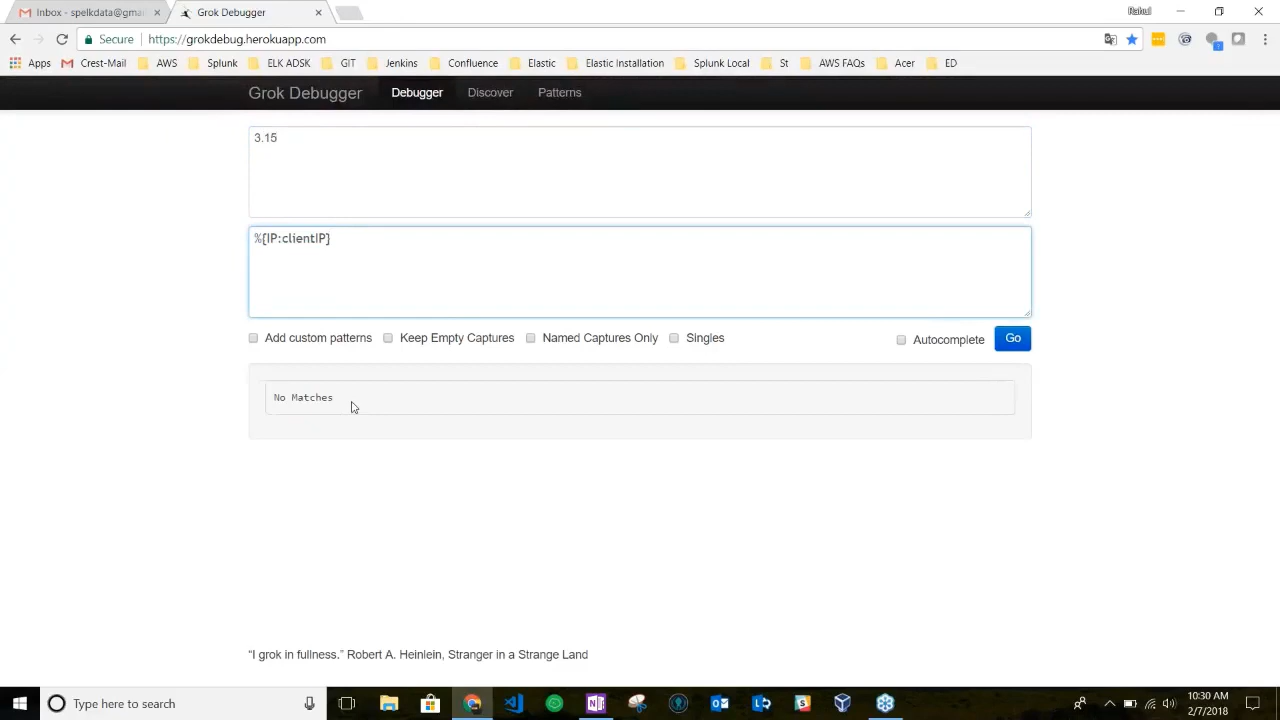 Inbox - spelkdata@gmai
Grok Debugger
Rahul
Secure
https://grokdebug.herokuapp.com
Apps
Crest-Mail
AWS
Splunk
ELK ADSK
GIT
Jenkins
Confluence
Elastic
Elastic Installation
Splunk Local
St
AWS FAQs
Acer
ED
Grok Debugger
Debugger
Discover
Patterns
3.15
%{IP:clientIP}
Add custom patterns
Keep Empty Captures
Named Captures Only
Singles
Autocomplete
Go
No Matches
“I grok in fullness.” Robert A. Heinlein, Stranger in a Strange Land
Type here to search
10:30 AM
2/7/2018